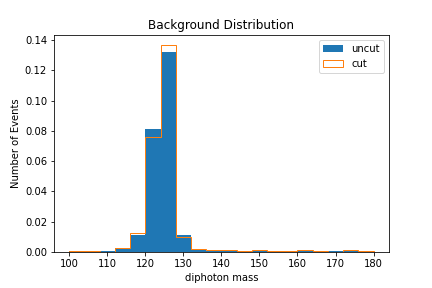 Background Distribution
uncut
cut
Number of Events
0.14
0.12
0.10
0.08
0.06
0.04
0.02
0.00
100 110 120 130 140 150 160 170 180
diphoton mass